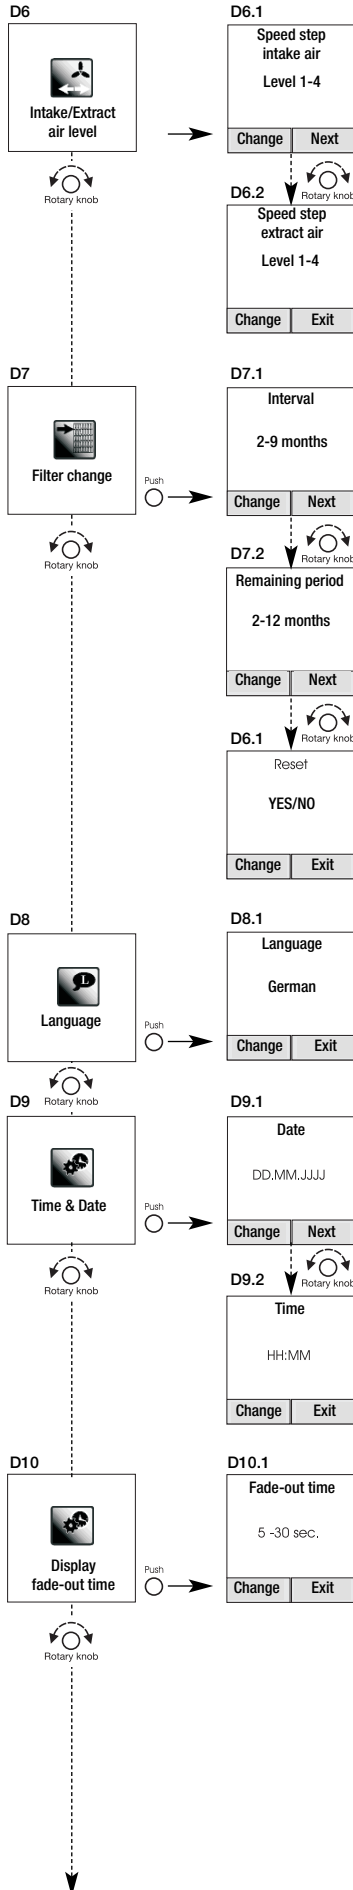 D6
Intake/Extract
air level
Rotary knob
D6.1
Speed step
intake air
Level 1-4
Change Next
Rotary knob
D6.2
Speed step
extract air
Level 1-4
Change Exit
D7
Filter change
Push
Rotary knob
D7.1
Interval
2-9 months
Change Next
Rotary knob
D7.2
Remaining period
2-12 months
Change Next
Rotary knob
D6.1
Reset
YES/NO
Change Exit
D8
L
Language
Push
Rotary knob
D8.1
Language
German
Change Exit
D9
Time & Date
Push
Rotary knob
D9.1
Date
DD.MM.JJJJ
Change Next
Rotary knob
D9.2
Time
HH:MM
Change Exit
D10
Display
fade-out time
Push
Rotary knob
D10.1
Fade-out time
5 -30 sec.
Change Exit